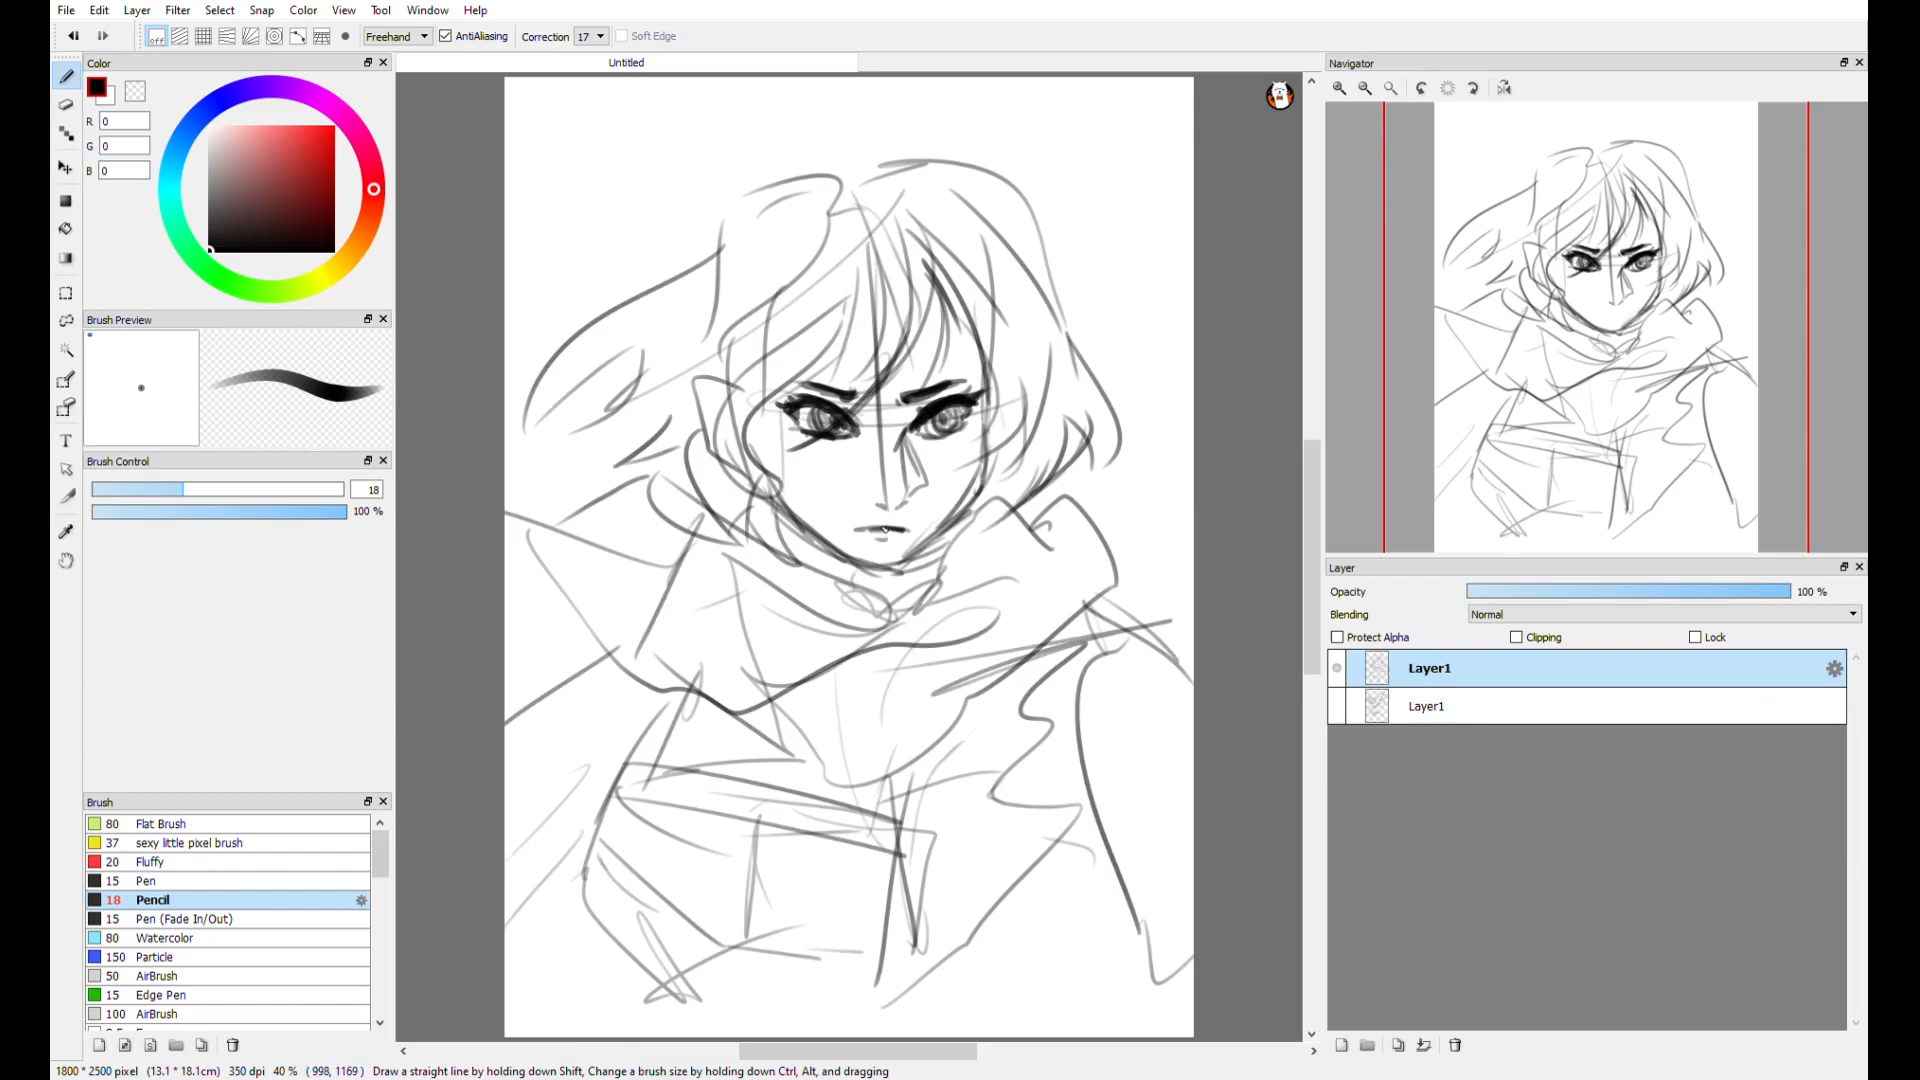 File Edit Layer Filter Select Snap Color View Tool Window Help
off Freehand AntiAliasing Correction 17 Soft Edge
Color
R 0
G 0
B 0
Brush Preview
Brush Control
18
100 %
Brush
80 Flat Brush
37 sexy little pixel brush
20 Fluffy
15 Pen
18 Pencil
15 Pen (Fade In/Out)
80 Watercolor
150 Particle
50 AirBrush
15 Edge Pen
100 AirBrush
Untitled
Navigator
Layer
Opacity 100 %
Blending Normal
Protect Alpha Clipping Lock
Layer1
Layer1
1800 * 2500 pixel (13.1 * 18.1cm) 350 dpi 40 % ( 998, 1169 ) Draw a straight line by holding down Shift, Change a brush size by holding down Ctrl, Alt, and dragging